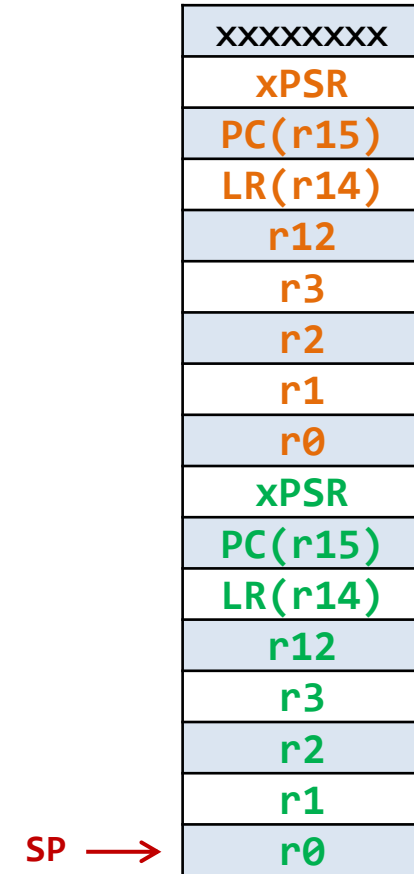 xxxxxxxx
xPSR
PC(r15)
LR(r14)
r12
r3
r2
r1
r0
xPSR
PC(r15)
LR(r14)
r12
r3
r2
r1
SP r0